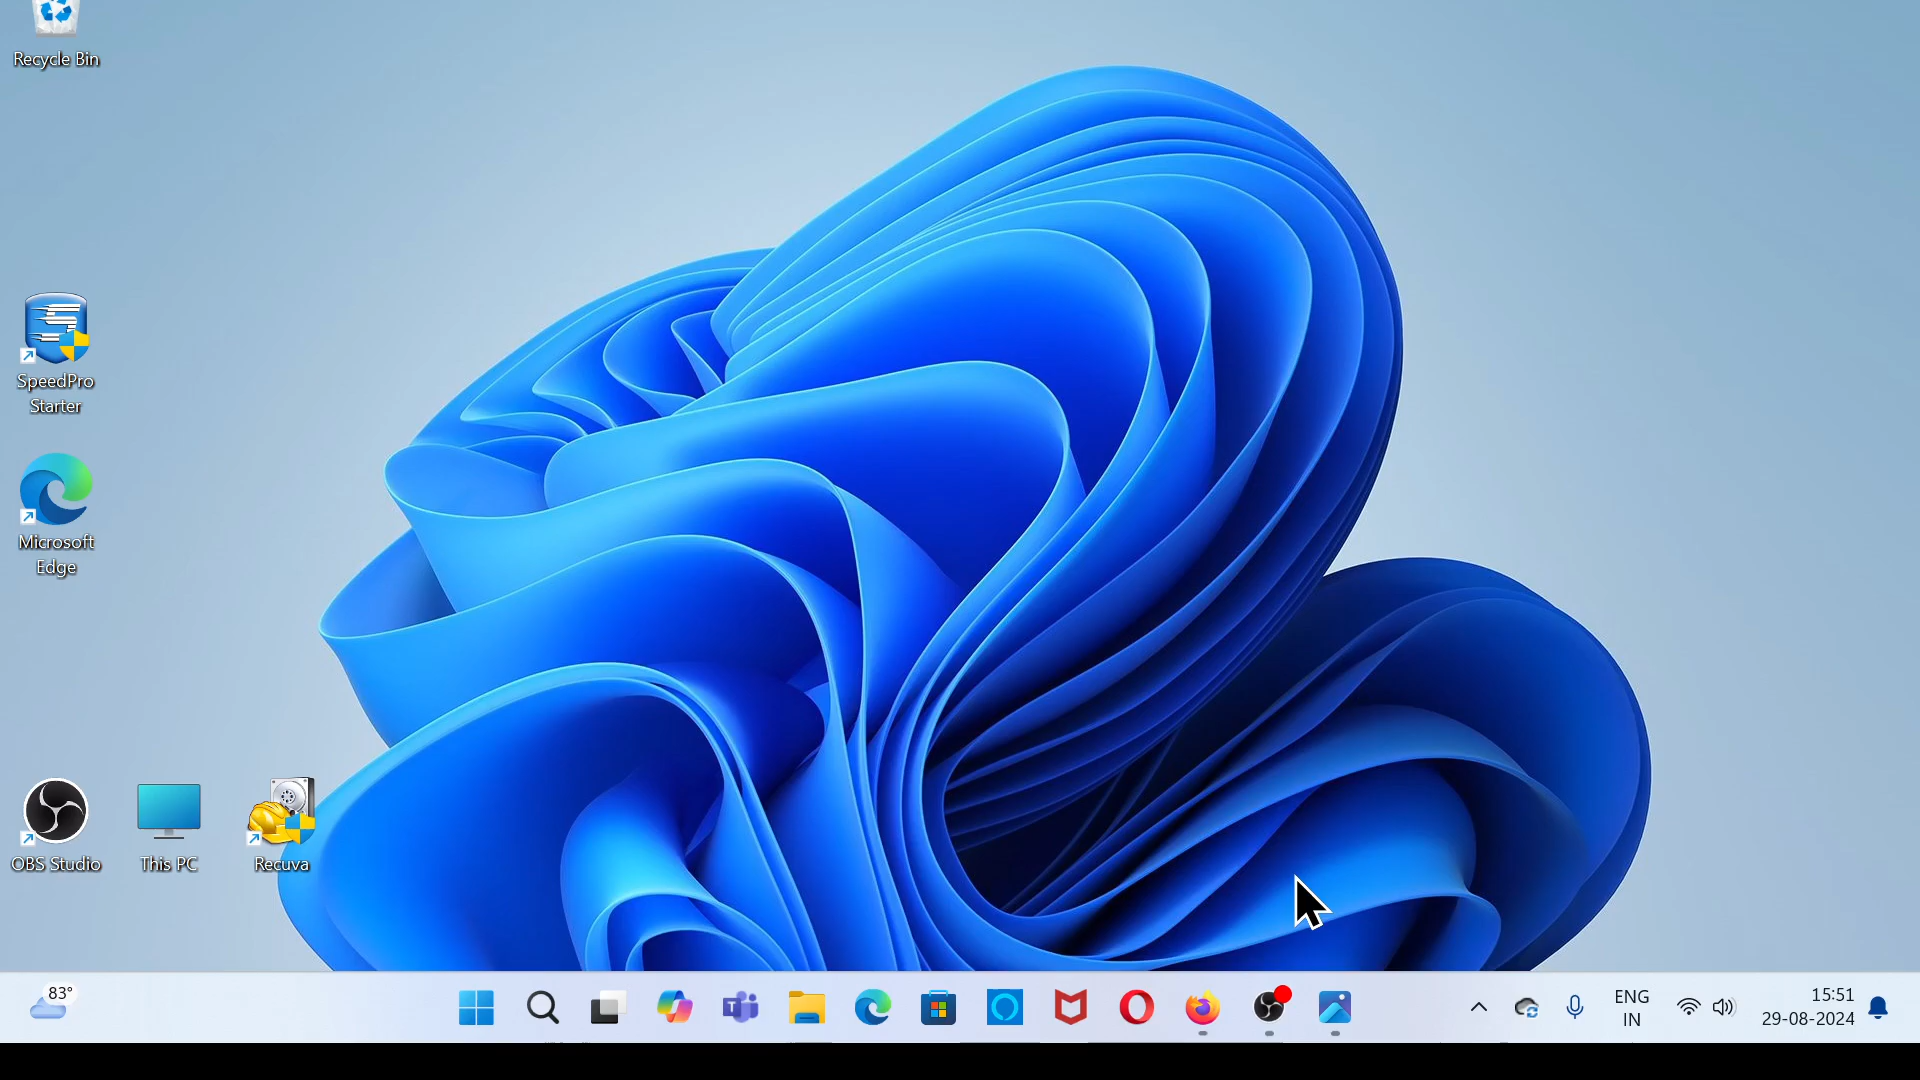 Recycle Bin
SpeedPro
Starter
Microsoft
Edge
OBS Studio
This PC
Recuva
83°
ENG
IN
15:51
29-08-2024